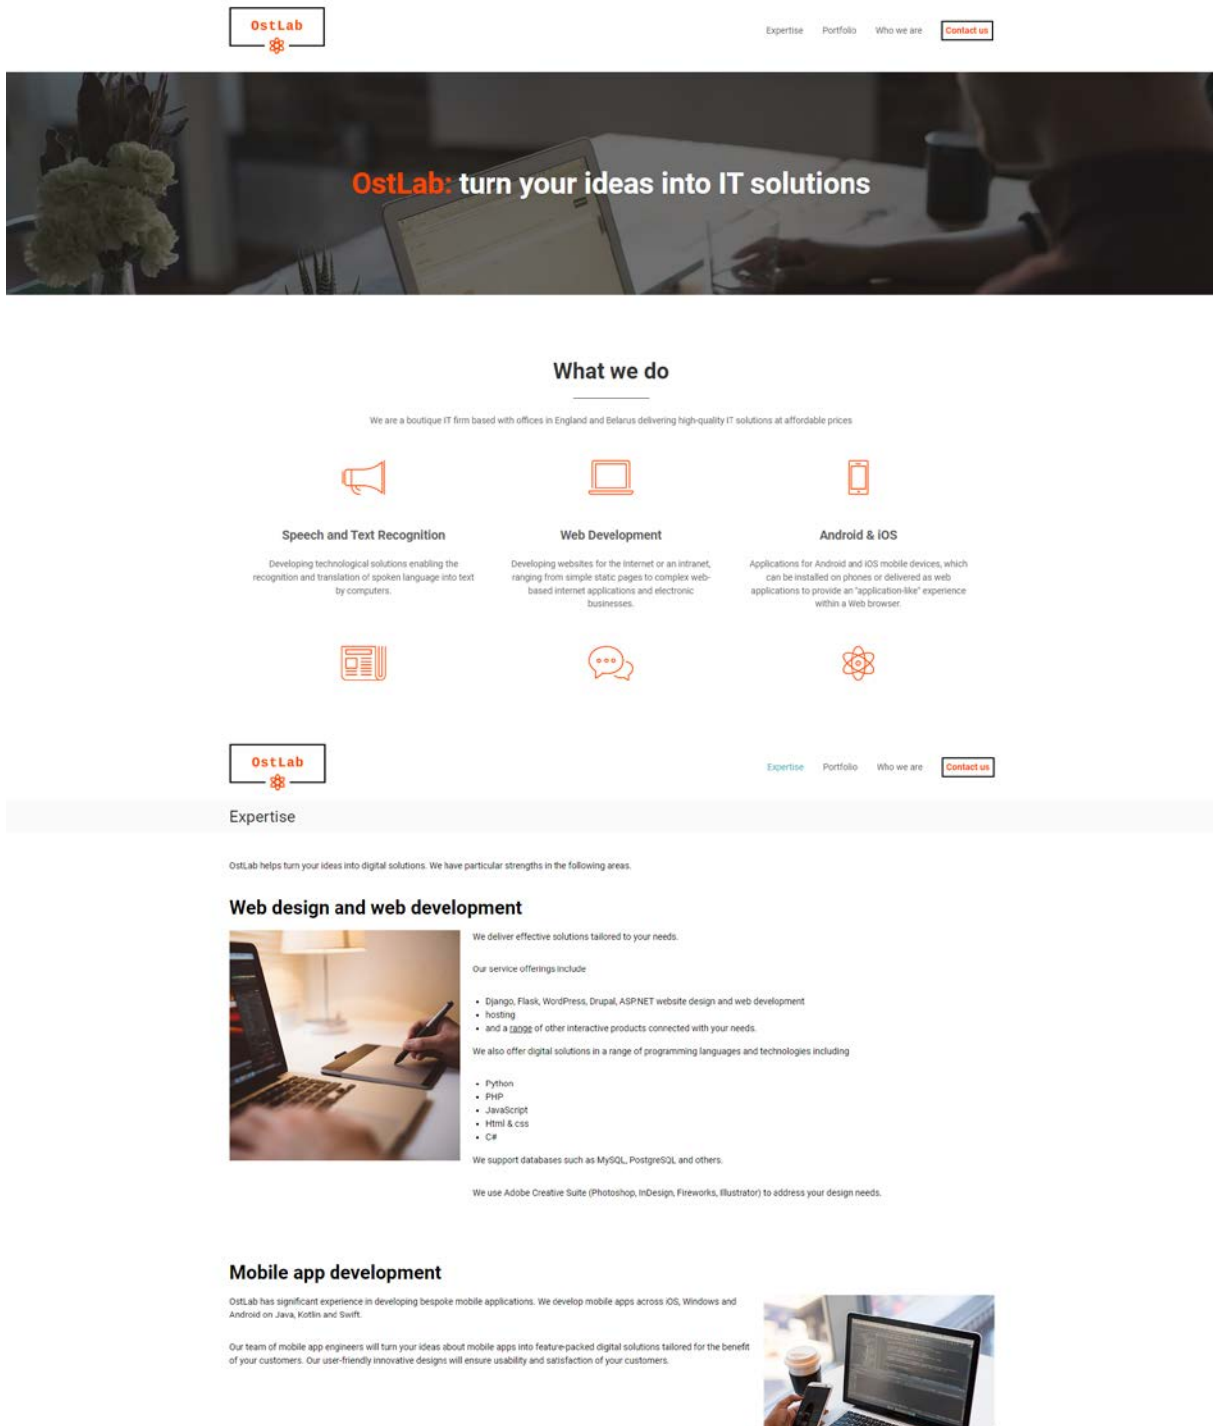 OstLab
Expertise Portfolio Who we are Contact us
OstLab: turn your ideas into IT solutions
What we do
We are a boutique IT firm based with offices in England and Belarus delivering high-quality IT solutions at affordable prices
Speech and Text Recognition
Developing technological solutions enabling the
recognition and translation of spoken language into text
by computers.
Web Development
Developing websites for the Internet or an intranet,
ranging from simple static pages to complex web-
based internet applications and electronic
businesses.
Android & iOS
Applications for Android and iOS mobile devices, which
can be installed on phones or delivered as web
applications to provide an "application-like" experience
within a Web browser.
OstLab
Expertise Portfolio Who we are Contact us
Expertise
OstLab helps turn your ideas into digital solutions. We have particular strengths in the following areas.
Web design and web development
We deliver effective solutions tailored to your needs.
Our service offerings include
• Django, Flask, WordPress, Drupal, ASP.NET website design and web development
• hosting
• and a range of other interactive products connected with your needs.
We also offer digital solutions in a range of programming languages and technologies including
• Python
• PHP
• JavaScript
• Html & css
• C#
We support databases such as MySQL, PostgreSQL and others.
We use Adobe Creative Suite (Photoshop, InDesign, Fireworks, Illustrator) to address your design needs.
Mobile app development
OstLab has significant experience in developing bespoke mobile applications. We develop mobile apps across iOS, Windows and
Android on Java, Kotlin and Swift.
Our team of mobile app engineers will turn your ideas about mobile apps into feature-packed digital solutions tailored for the benefit
of your customers. Our user-friendly innovative designs will ensure usability and satisfaction of your customers.